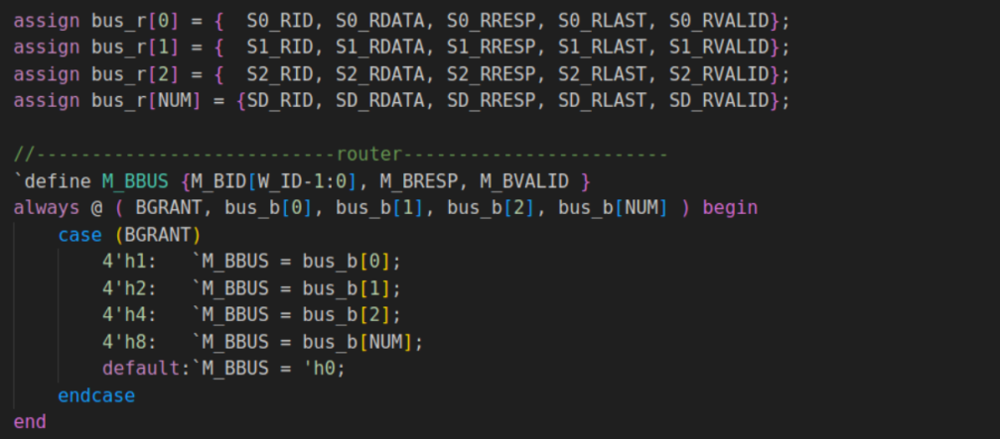 assign bus_r[0] = {  S0_RID, S0_RDATA, S0_RRESP, S0_RLAST, S0_RVALID};
assign bus_r[1] = {  S1_RID, S1_RDATA, S1_RRESP, S1_RLAST, S1_RVALID};
assign bus_r[2] = {  S2_RID, S2_RDATA, S2_RRESP, S2_RLAST, S2_RVALID};
assign bus_r[NUM] = {SD_RID, SD_RDATA, SD_RRESP, SD_RLAST, SD_RVALID};
//---------------------------router------------------------
`define M_BBUS {M_BID[W_ID-1:0], M_BRESP, M_BVALID }
always @ ( BGRANT, bus_b[0], bus_b[1], bus_b[2], bus_b[NUM] ) begin
    case (BGRANT)
        4'h1:   `M_BBUS = bus_b[0];
        4'h2:   `M_BBUS = bus_b[1];
        4'h4:   `M_BBUS = bus_b[2];
        4'h8:   `M_BBUS = bus_b[NUM];
        default:`M_BBUS = 'h0;
    endcase
end